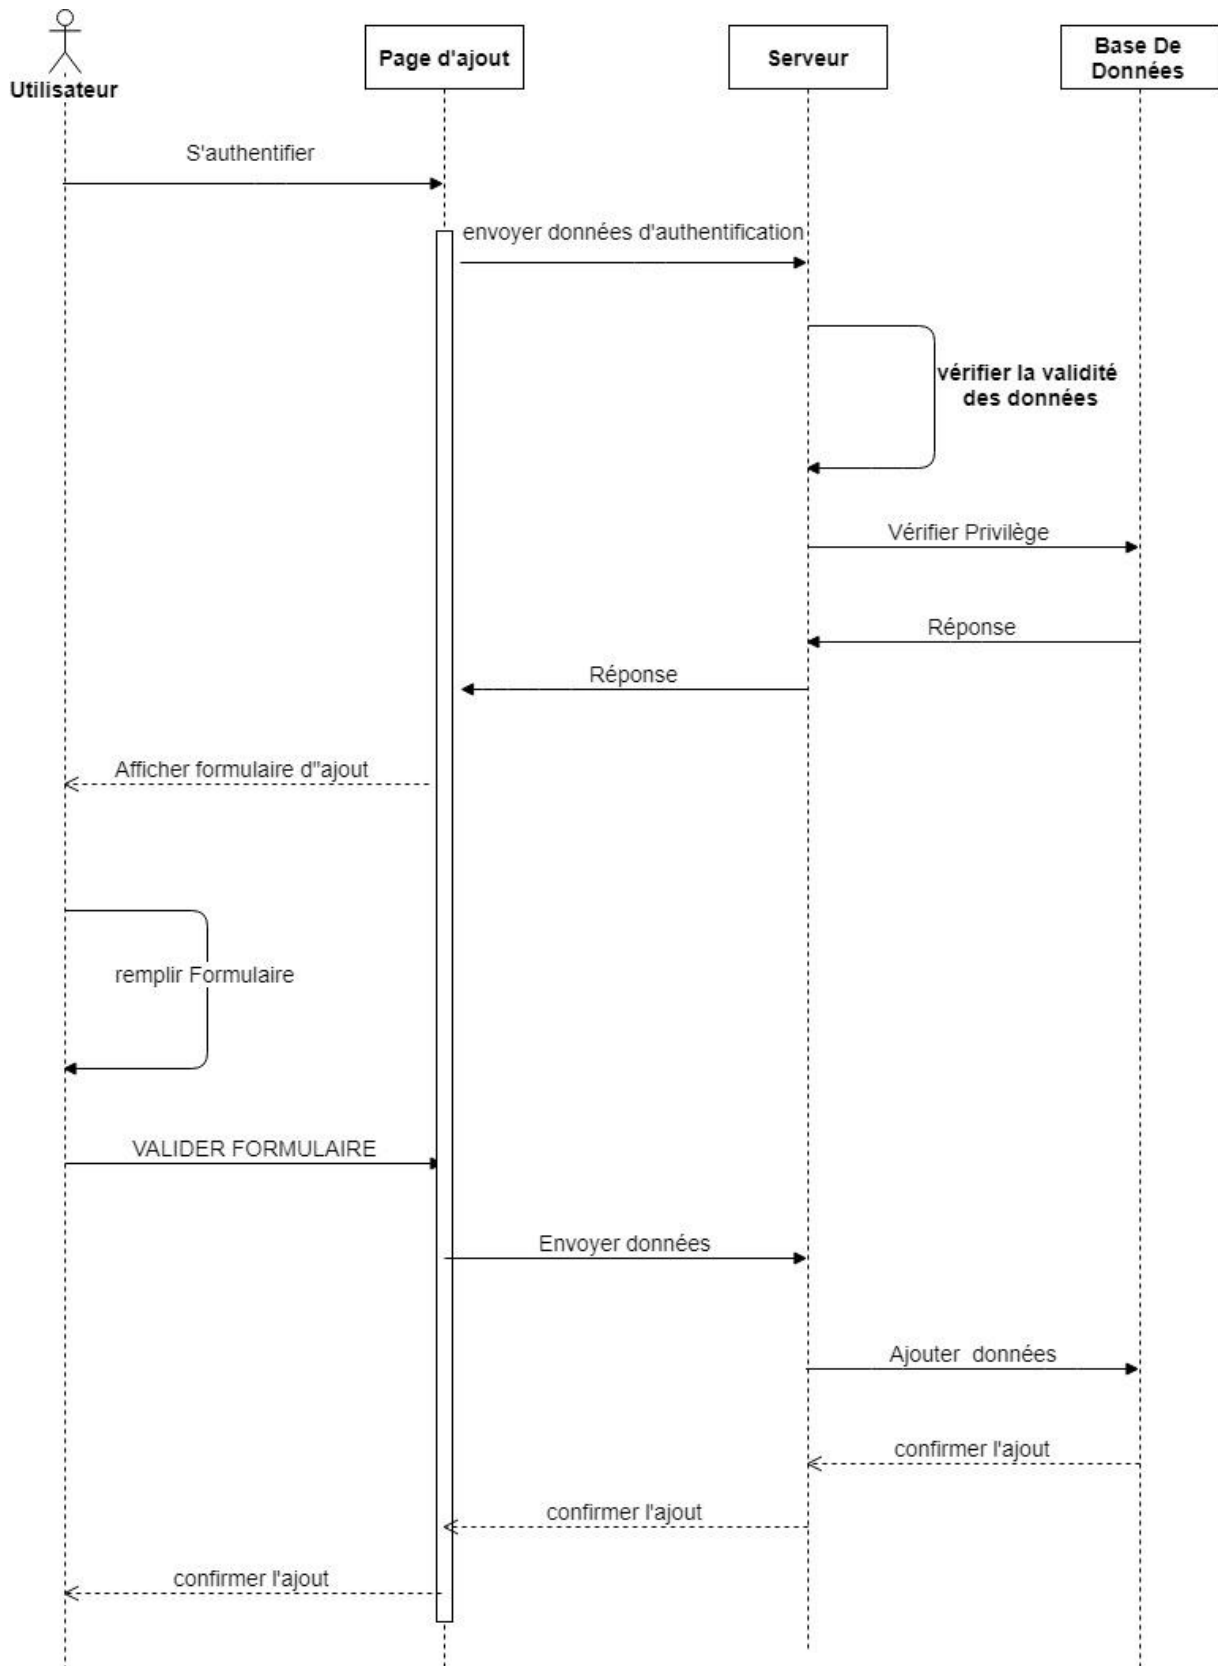 Utilisateur
Page d'ajout
Serveur
Base De
Données
S'authentifier
envoyer données d'authentification
vérifier la validité
des données
Vérifier Privilège
Réponse
Réponse
Afficher formulaire d''ajout
remplir Formulaire
VALIDER FORMULAIRE
Envoyer données
Ajouter  données
confirmer l'ajout
confirmer l'ajout
confirmer l'ajout